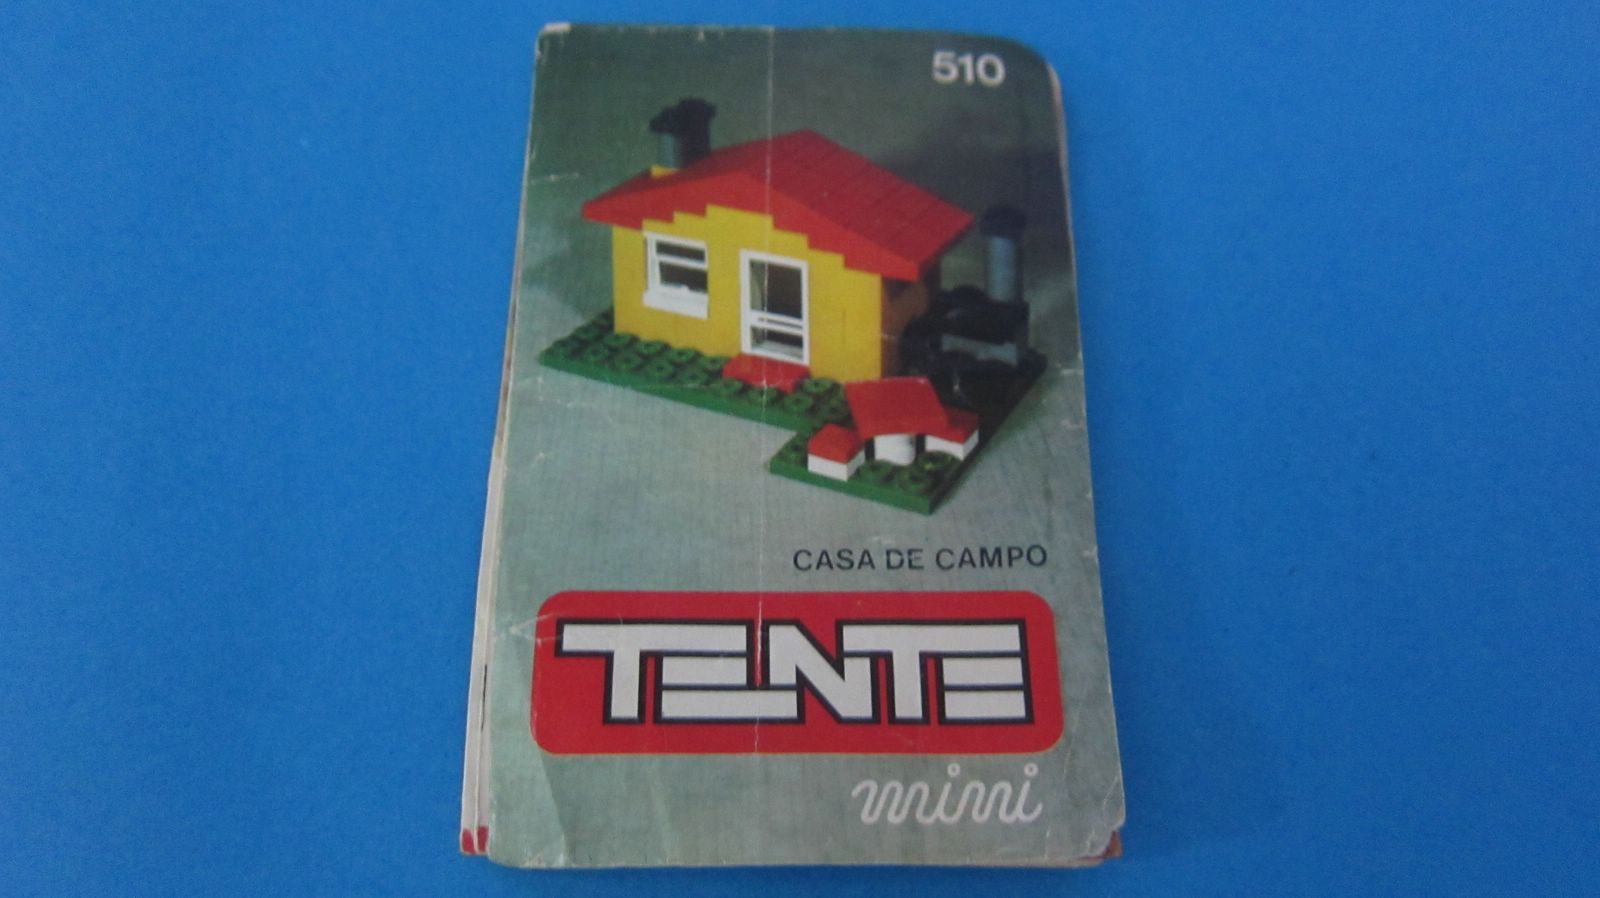 510
CASA DE CAMPO
TENTE
mini